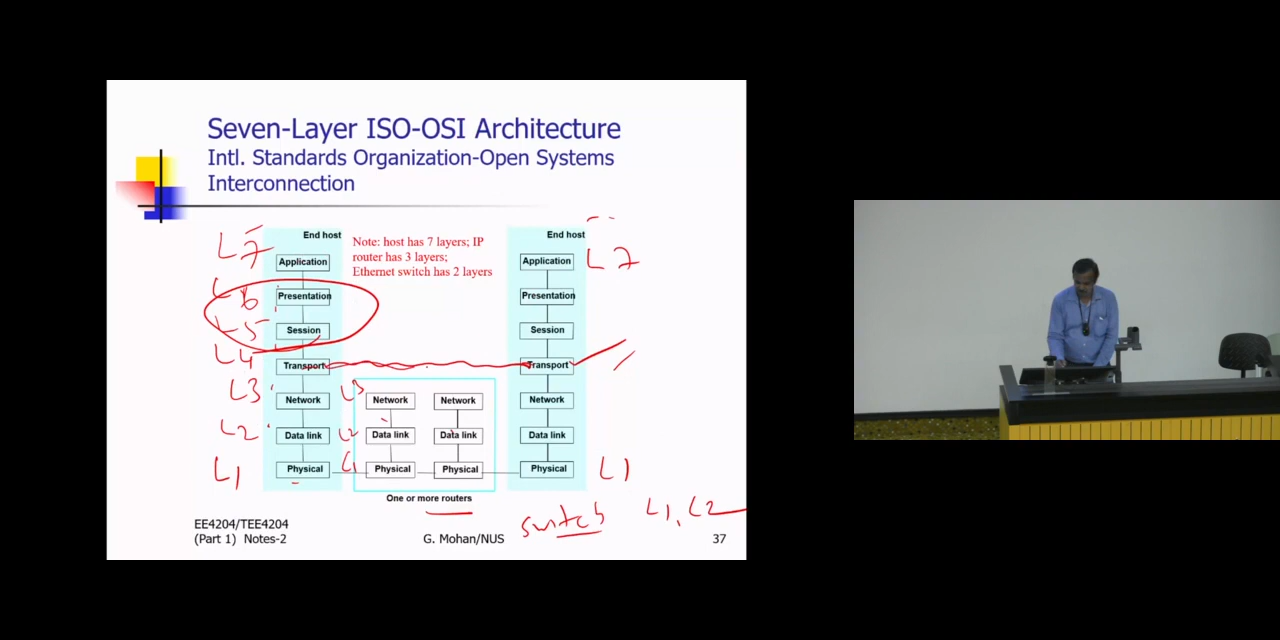 Seven-Layer ISO-OSI Architecture
Intl. Standards Organization-Open Systems
Interconnection
End host
Note: host has 7 layers; IP
router has 3 layers;
Ethernet switch has 2 layers
End host
L7
Application
Application
L7
L6
Presentation
Presentation
L5
Session
Session
L4
Transport
Transport
L3
Network
L3
Network
Network
Network
L2
Data link
L2
Data link
Data link
Data link
L1
Physical
L1
Physical
Physical
Physical
L1
One or more routers
switch L1, L2
EE4204/TEE4204
(Part 1) Notes-2
G. Mohan/NUS
37